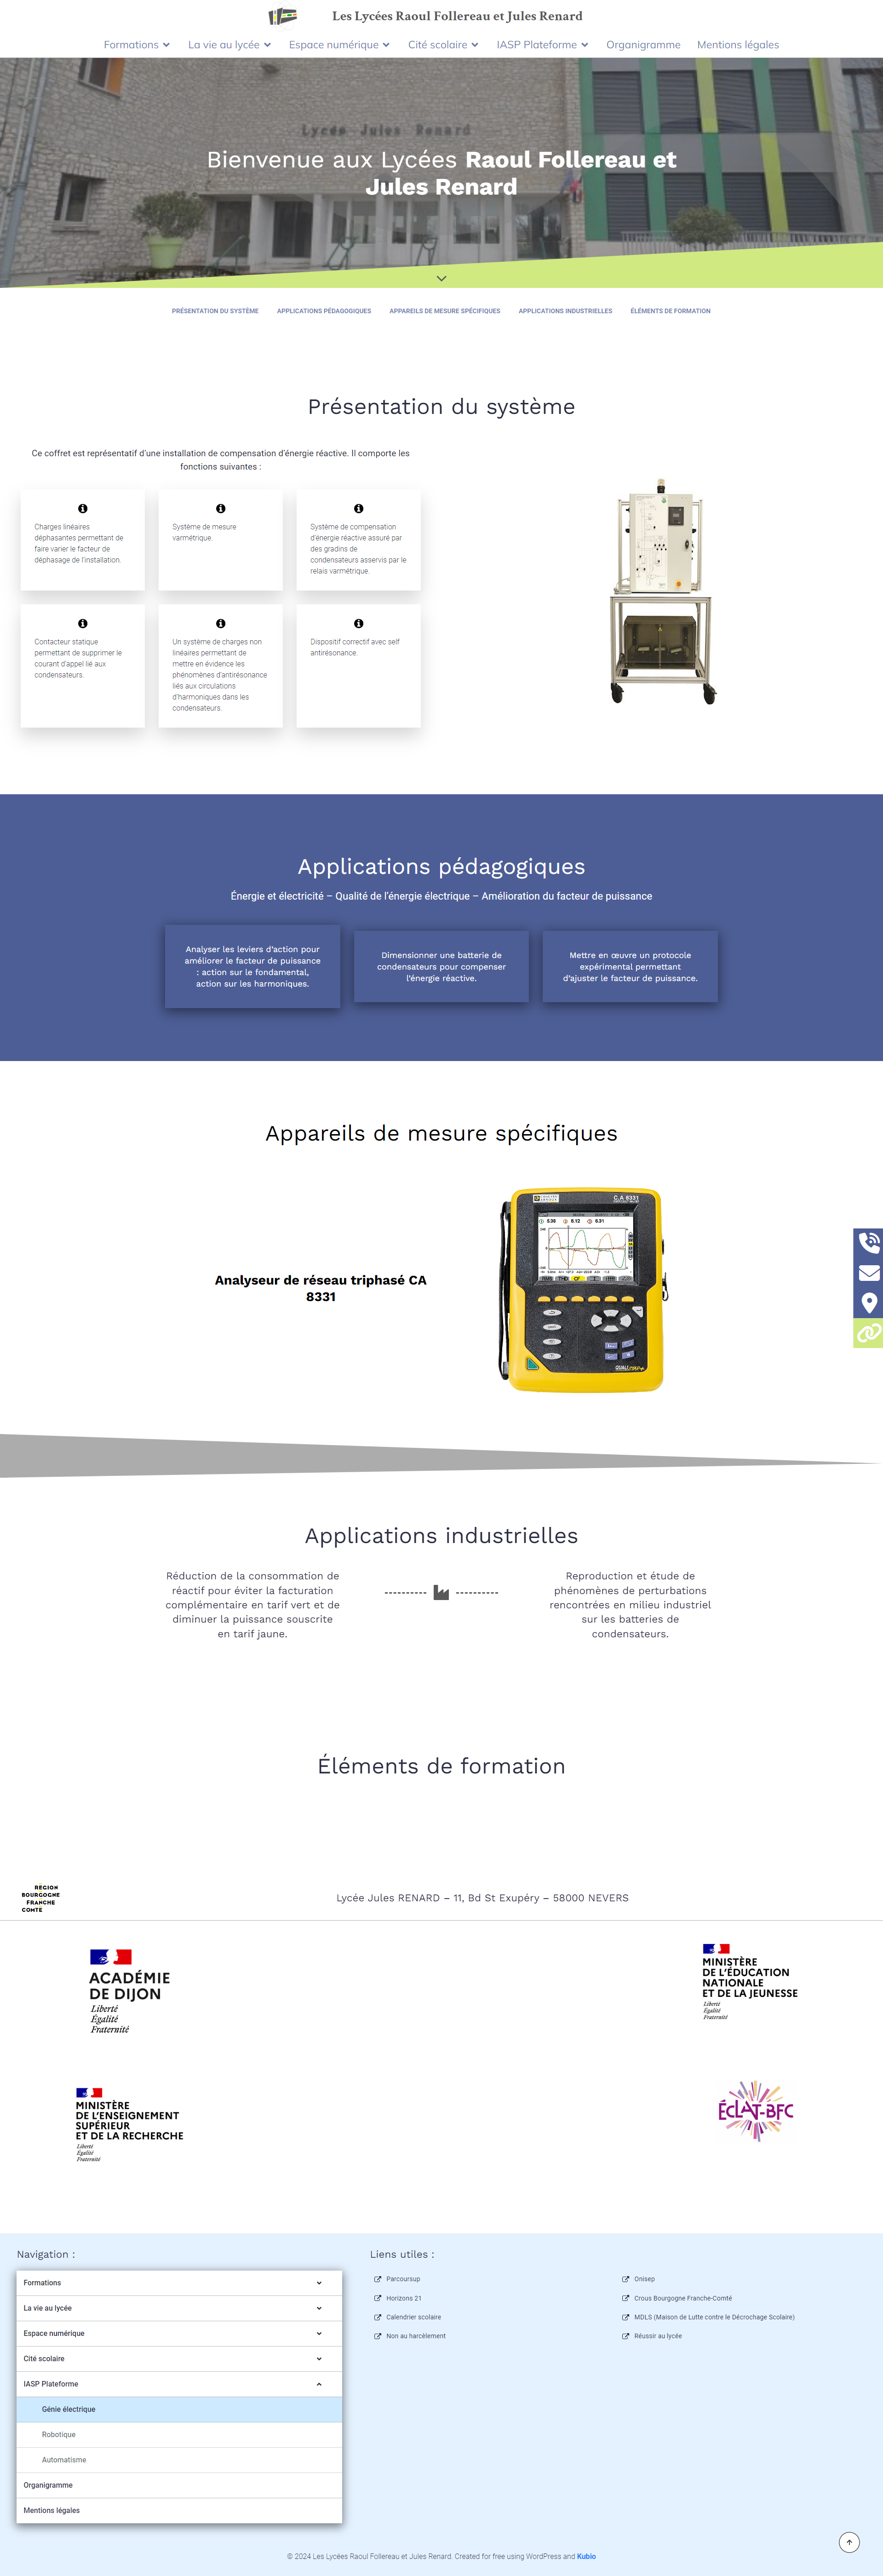 Les Lycées Raoul Follereau et Jules Renard
Formations La vie au lycée Espace numérique Cité scolaire IASP Plateforme Organigramme Mentions légales
Lycée Jules Renard
Bienvenue aux Lycées Raoul Follereau et
Jules Renard
PRÉSENTATION DU SYSTÈME APPLICATIONS PÉDAGOGIQUES APPAREILS DE MESURE SPÉCIFIQUES APPLICATIONS INDUSTRIELLES ÉLÉMENTS DE FORMATION
Présentation du système
Ce coffret est représentatif d'une installation de compensation d'énergie réactive. Il comporte les
fonctions suivantes :
Charges linéaires
déphasantes permettant de
faire varier le facteur de
déphasage de l'installation.
Système de mesure
varmétrique.
Système de compensation
d'énergie réactive assuré par
des gradins de
condensateurs asservis par le
relais varmétrique.
Contacteur statique
permettant de supprimer le
courant d'appel lié aux
condensateurs.
Un système de charges non
linéaires permettant de
mettre en évidence les
phénomènes d'antirésonance
liés aux circulations
d'harmoniques dans les
condensateurs.
Dispositif correctif avec self
antirésonance.
Applications pédagogiques
Énergie et électricité – Qualité de l'énergie électrique – Amélioration du facteur de puissance
Analyser les leviers d'action pour
améliorer le facteur de puissance
: action sur le fondamental,
action sur les harmoniques.
Dimensionner une batterie de
condensateurs pour compenser
l'énergie réactive.
Mettre en œuvre un protocole
expérimental permettant
d'ajuster le facteur de puissance.
Appareils de mesure spécifiques
Analyseur de réseau triphasé CA
8331
C.A 8331
5.38 6.12 6.31
Applications industrielles
Réduction de la consommation de
réactif pour éviter la facturation
complémentaire en tarif vert et de
diminuer la puissance souscrite
en tarif jaune.
Reproduction et étude de
phénomènes de perturbations
rencontrées en milieu industriel
sur les batteries de
condensateurs.
Éléments de formation
REGION
BOURGOGNE
FRANCHE
COMTE
Lycée Jules RENARD – 11, Bd St Exupéry – 58000 NEVERS
ACADÉMIE
DE DIJON
Liberté
Égalité
Fraternité
MINISTÈRE
DE L'ÉDUCATION
NATIONALE
ET DE LA JEUNESSE
Liberté
Égalité
Fraternité
MINISTÈRE
DE L'ENSEIGNEMENT
SUPÉRIEUR
ET DE LA RECHERCHE
Liberté
Égalité
Fraternité
ÉCLAT-BFC
Navigation :
Formations
La vie au lycée
Espace numérique
Cité scolaire
IASP Plateforme
Génie électrique
Robotique
Automatisme
Organigramme
Mentions légales
Liens utiles :
Parcoursup
Horizons 21
Calendrier scolaire
Non au harcèlement
Onisep
Crous Bourgogne Franche-Comté
MDLS (Maison de Lutte contre le Décrochage Scolaire)
Réussir au lycée
© 2024 Les Lycées Raoul Follereau et Jules Renard. Created for free using WordPress and Kubio